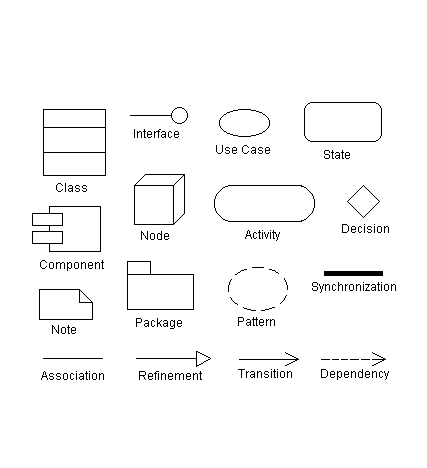 Interface
Use Case
State
Class
Node
Activity
Decision
Component
Synchronization
Note
Package
Pattern
Association
Refinement
Transition
Dependency